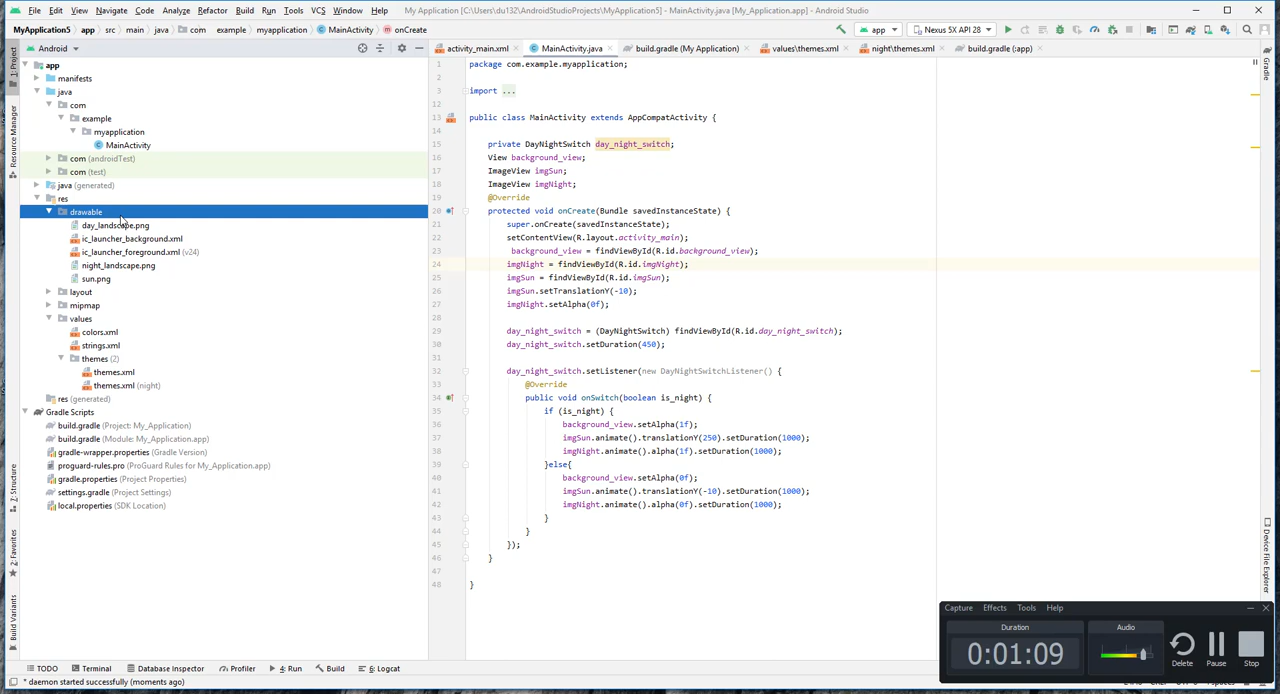 File Edit View Navigate Code Analyze Refactor Build Run Tools VCS Window Help My Application [C:\Users\du132\AndroidStudioProjects\MyApplication5] - MainActivity.java [My_Application.app] - Android Studio
MyApplication5 app src main java com example myapplication MainActivity onCreate app Nexus 5X API 28
Android activity_main.xml MainActivity.java build.gradle (My Application) values\themes.xml night\themes.xml build.gradle (:app)
1: Project
Resource Manager
Z: Structure
2: Favorites
Build Variants
app
manifests
java
com
example
myapplication
MainActivity
com (androidTest)
com (test)
java (generated)
res
drawable
day_landscape.png
ic_launcher_background.xml
ic_launcher_foreground.xml (v24)
night_landscape.png
sun.png
layout
mipmap
values
colors.xml
strings.xml
themes (2)
themes.xml
themes.xml (night)
res (generated)
Gradle Scripts
build.gradle (Project: My_Application)
build.gradle (Module: My_Application.app)
gradle-wrapper.properties (Gradle Version)
proguard-rules.pro (ProGuard Rules for My_Application.app)
gradle.properties (Project Properties)
settings.gradle (Project Settings)
local.properties (SDK Location)
1 package com.example.myapplication;
2
3 import ...
12
13 public class MainActivity extends AppCompatActivity {
14
15 private DayNightSwitch day_night_switch;
16 View background_view;
17 ImageView imgSun;
18 ImageView imgNight;
19 @Override
20 protected void onCreate(Bundle savedInstanceState) {
21 super.onCreate(savedInstanceState);
22 setContentView(R.layout.activity_main);
23 background_view = findViewById(R.id.background_view);
24 imgNight = findViewById(R.id.imgNight);
25 imgSun = findViewById(R.id.imgSun);
26 imgSun.setTranslationY(-10);
27 imgNight.setAlpha(0f);
28
29 day_night_switch = (DayNightSwitch) findViewById(R.id.day_night_switch);
30 day_night_switch.setDuration(450);
31
32 day_night_switch.setListener(new DayNightSwitchListener() {
33 @Override
34 public void onSwitch(boolean is_night) {
35 if (is_night) {
36 background_view.setAlpha(1f);
37 imgSun.animate().translationY(250).setDuration(1000);
38 imgNight.animate().alpha(1f).setDuration(1000);
39 }else{
40 background_view.setAlpha(0f);
41 imgSun.animate().translationY(-10).setDuration(1000);
42 imgNight.animate().alpha(0f).setDuration(1000);
43 }
44 }
45 });
46 }
47
48 }
Gradle
Device File Explorer
Capture Effects Tools Help
Duration Audio
0:01:09
Delete Pause Stop
TODO Terminal Database Inspector Profiler 4: Run Build 6: Logcat
* daemon started successfully (moments ago)